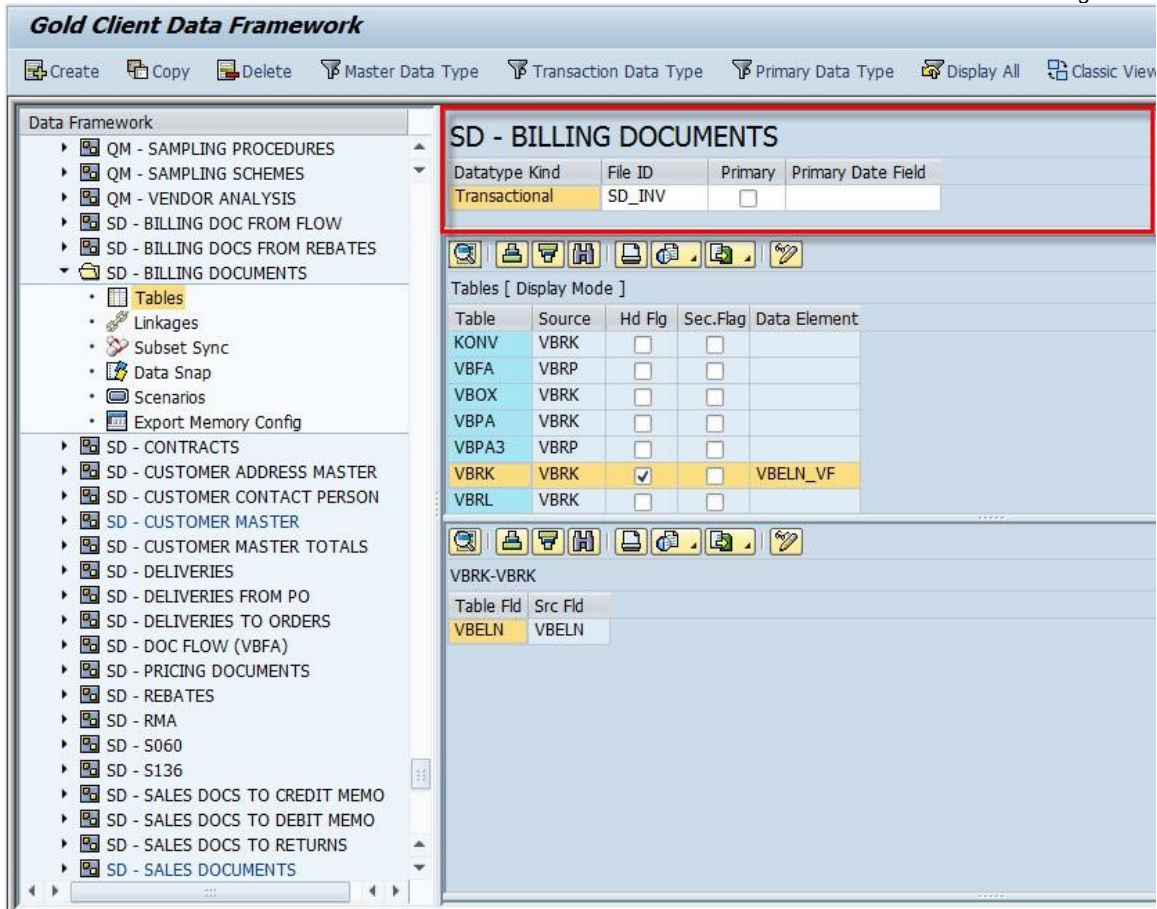 Gold Client Data Framework
Create Copy Delete Master Data Type Transaction Data Type Primary Data Type Display All Classic View
Data Framework
QM - SAMPLING PROCEDURES
QM - SAMPLING SCHEMES
QM - VENDOR ANALYSIS
SD - BILLING DOC FROM FLOW
SD - BILLING DOCS FROM REBATES
SD - BILLING DOCUMENTS
Tables
Linkages
Subset Sync
Data Snap
Scenarios
Export Memory Config
SD - CONTRACTS
SD - CUSTOMER ADDRESS MASTER
SD - CUSTOMER CONTACT PERSON
SD - CUSTOMER MASTER
SD - CUSTOMER MASTER TOTALS
SD - DELIVERIES
SD - DELIVERIES FROM PO
SD - DELIVERIES TO ORDERS
SD - DOC FLOW (VBFA)
SD - PRICING DOCUMENTS
SD - REBATES
SD - RMA
SD - S060
SD - S136
SD - SALES DOCS TO CREDIT MEMO
SD - SALES DOCS TO DEBIT MEMO
SD - SALES DOCS TO RETURNS
SD - SALES DOCUMENTS
SD - BILLING DOCUMENTS
Datatype Kind File ID Primary Primary Date Field
Transactional SD_INV
Tables [ Display Mode ]
Table Source Hd Flg Sec.Flag Data Element
KONV VBRK
VBFA VBRP
VBOX VBRK
VBPA VBRK
VBPA3 VBRP
VBRK VBRK VBELN_VF
VBRL VBRK
VBRK-VBRK
Table Fld Src Fld
VBELN VBELN